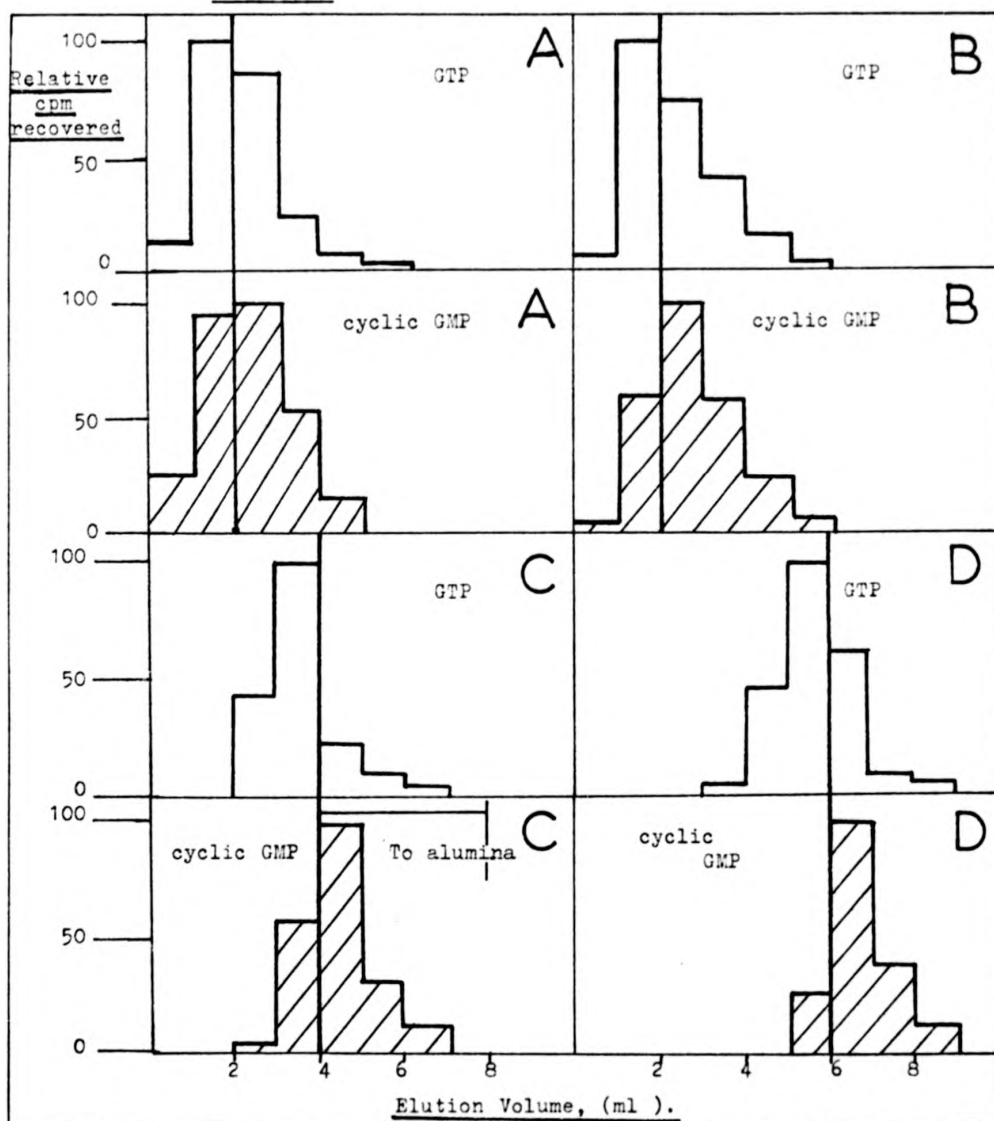 100
A
GTP
B
GTP
Relative
cpm
recovered
50
0
100
A
cyclic GMP
B
cyclic GMP
50
0
100
C
GTP
D
GTP
50
0
100
cyclic GMP
To alumina
C
cyclic
GMP
D
50
0
2 4 6 8 2 4 6 8
Elution Volume, (ml ).